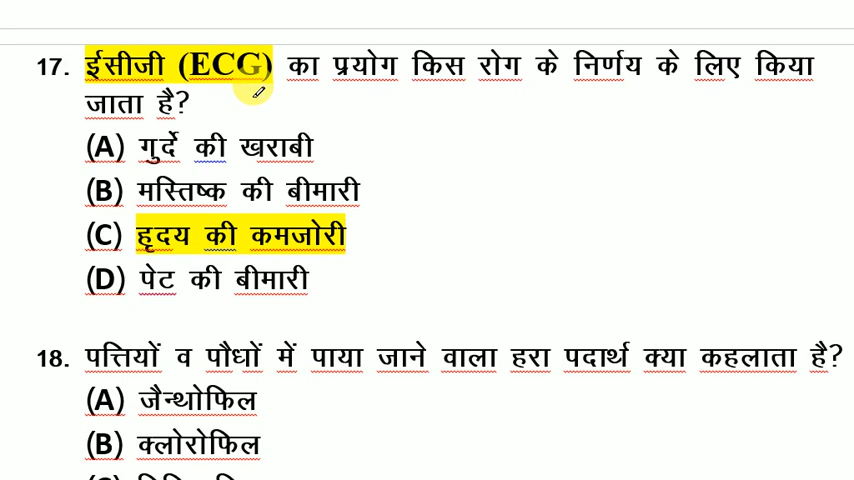 17. ईसीजी (ECG) का प्रयोग किस रोग के निर्णय के लिए किया
जाता है?
(A) गुर्दे की खराबी
(B) मस्तिष्क की बीमारी
(C) हृदय की कमजोरी
(D) पेट की बीमारी
18. पत्तियों व पौधों में पाया जाने वाला हरा पदार्थ क्या कहलाता है?
(A) जैन्थोफिल
(B) क्लोरोफिल